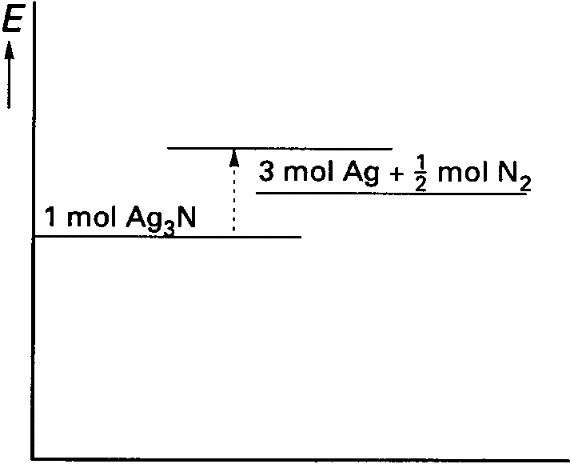 E
3 mol Ag + ½ mol N₂
1 mol Ag₃N